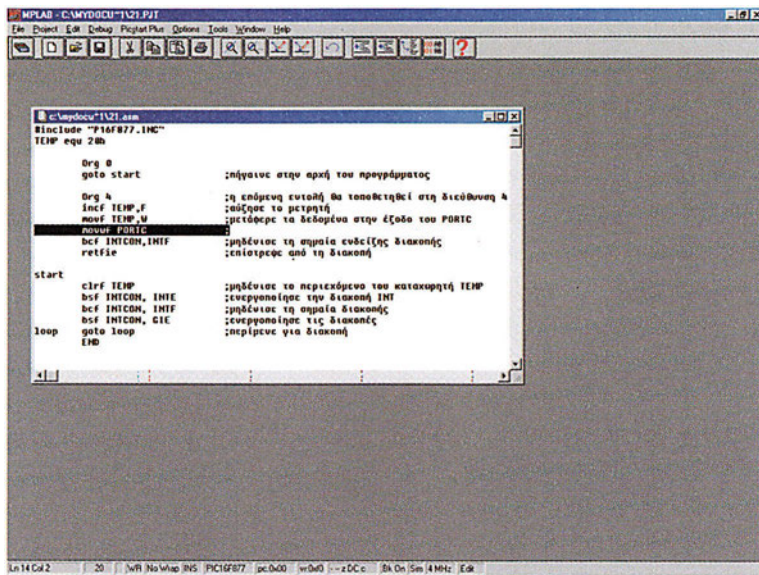 MPLAB - C:\MYDOCU~1\21.PJT
File Project Edit Debug Picstart Plus Options Tools Window Help
c:\mydocu~1\21.asm
#include "P16F877.INC"
TEMP equ 20h
Org 0
goto start ;πήγαινε στην αρχή του προγράμματος
Org 4 ;η επόμενη εντολή θα τοποθετηθεί στη διεύθυνση 4
incf TEMP,F ;αύξησε το μετρητή
movf TEMP,W ;μετάφερε τα δεδομένα στην έξοδο του PORTC
movwf PORTC ;
bcf INTCON,INTF ;μηδένισε τη σημαία ενδείξης διακοπής
retfie ;επίστρεψε από τη διακοπή
start
clrf TEMP ;μηδένισε το περιεχόμενο του καταχωρητή TEMP
bsf INTCON, INTE ;ενεργοποίησε την διακοπή INT
bcf INTCON, INTF ;μηδένισε τη σημαία διακοπής
bsf INTCON, GIE ;ενεργοποίησε τις διακοπές
loop goto loop ;περίμενε για διακοπή
END
Ln 14 Col 2 20 WR No Wrap INS PIC16F877 pc:0x00 w:0x00 - - z DC c Bk On Sim 4 MHz Edit